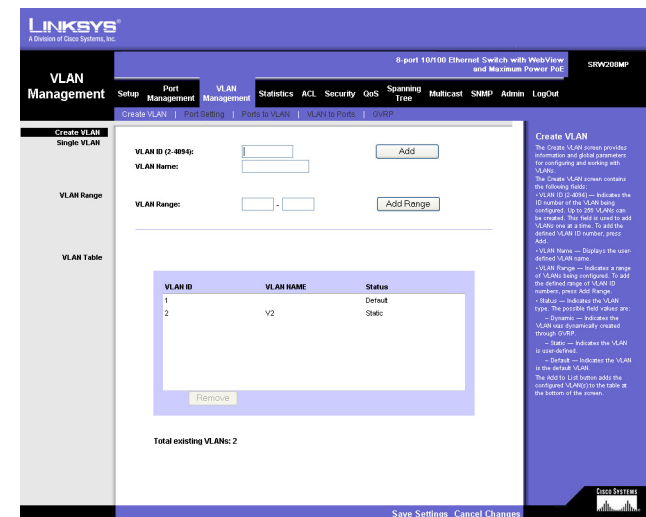 LINKSYS®
A Division of Cisco Systems, Inc.
8-port 10/100 Ethernet Switch with WebView
and Maximum Power PoE
SRW208MP
VLAN
Management
Setup
Port
Management
VLAN
Management
Statistics
ACL
Security
QoS
Spanning
Tree
Multicast
SNMP
Admin
LogOut
Create VLAN | Port Setting | Ports to VLAN | VLAN to Ports | GVRP
Create VLAN
Single VLAN
VLAN ID (2-4094):
Add
VLAN Name:
VLAN Range
VLAN Range:
-
Add Range
VLAN Table
VLAN ID VLAN NAME Status
1 Default
2 V2 Static
Remove
Total existing VLANs: 2
Create VLAN
The Create VLAN screen provides
information and global parameters
for configuring and working with
VLANs.
The Create VLAN screen contains
the following fields:
• VLAN ID (2-4094) — Indicates the
ID number of the VLAN being
configured. Up to 256 VLANs can
be created. This field is used to add
VLANs one at a time. To add the
defined VLAN ID number, press
Add.
• VLAN Name — Displays the user-
defined VLAN name.
• VLAN Range — Indicates a range
of VLANs being configured. To add
the defined range of VLAN ID
numbers, press Add Range.
• Status — Indicates the VLAN
type. The possible field values are:
– Dynamic — Indicates the
VLAN was dynamically created
through GVRP.
– Static — Indicates the VLAN
is user-defined.
– Default — Indicates the VLAN
is the default VLAN.
The Add to List button adds the
configured VLAN(s) to the table at
the bottom of the screen.
Save Settings Cancel Changes
CISCO SYSTEMS